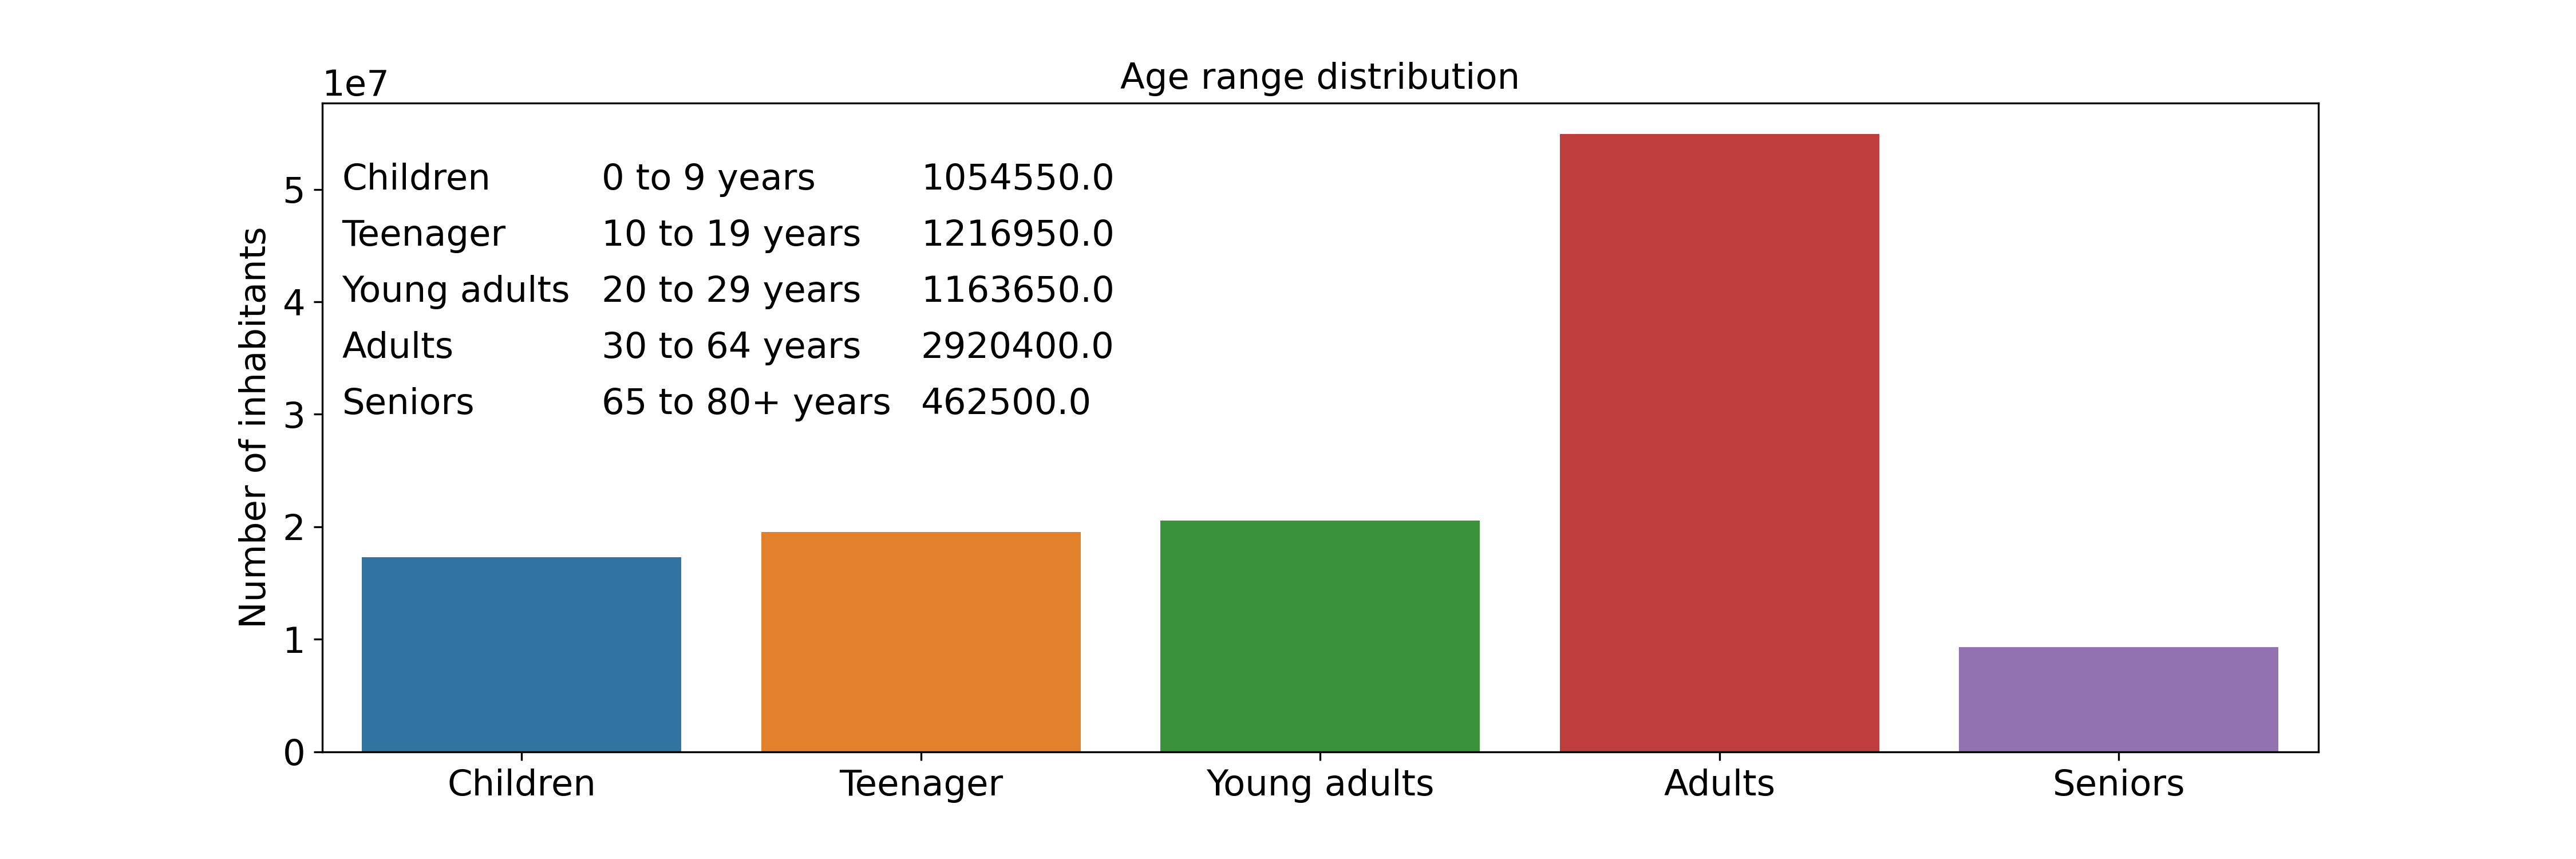 Age range distribution
1e7
Number of inhabitants
5
4
3
2
1
0
Children 0 to 9 years 1054550.0
Teenager 10 to 19 years 1216950.0
Young adults 20 to 29 years 1163650.0
Adults 30 to 64 years 2920400.0
Seniors 65 to 80+ years 462500.0
Children Teenager Young adults Adults Seniors